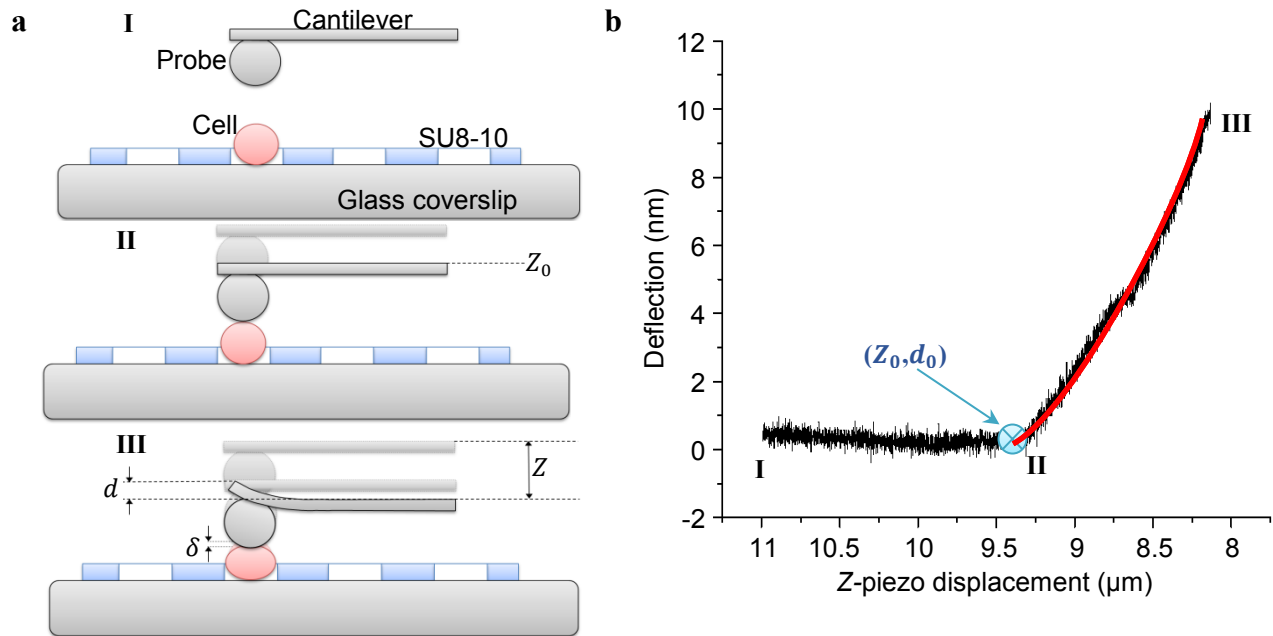 a
I
Cantilever
Probe
Cell
SU8-10
Glass coverslip
II
Z₀
III
Z
d
δ
b
12
10
8
6
4
2
0
-2
Deflection (nm)
III
(Z₀,d₀)
I
II
11 10.5 10 9.5 9 8.5 8
Z-piezo displacement (µm)